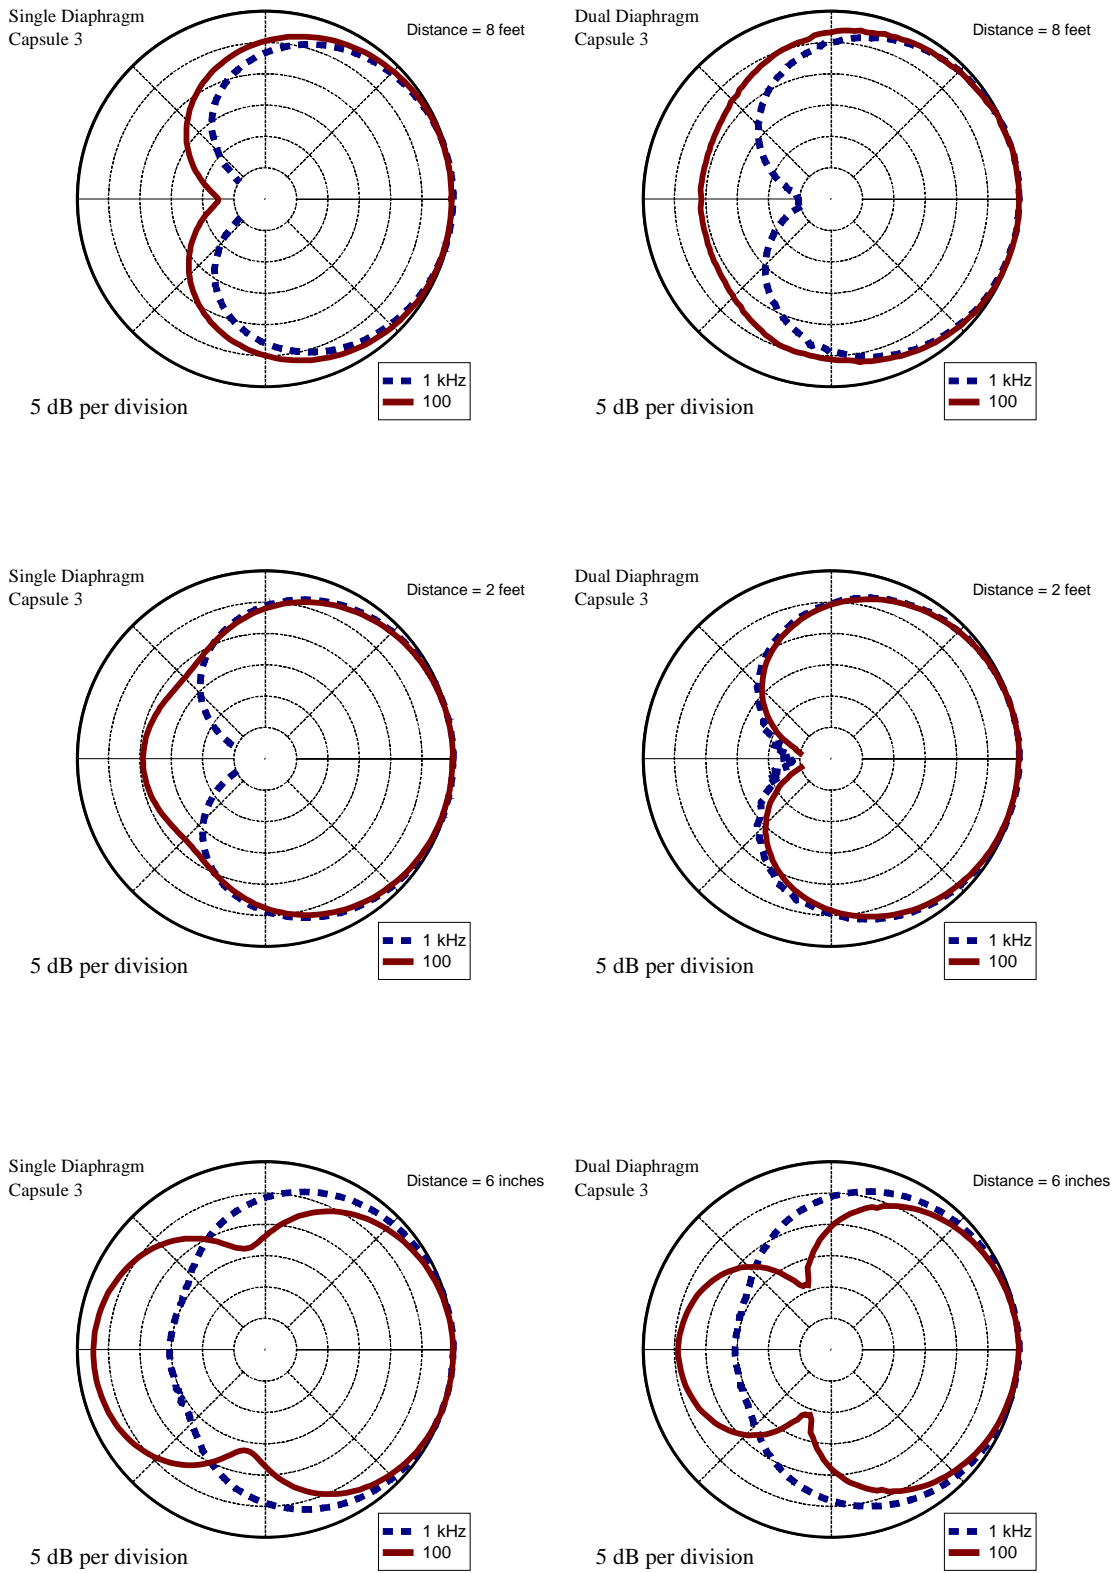 Single Diaphragm
Capsule 3
Distance = 8 feet
1 kHz
100
5 dB per division
Dual Diaphragm
Capsule 3
Distance = 8 feet
1 kHz
100
5 dB per division
Single Diaphragm
Capsule 3
Distance = 2 feet
1 kHz
100
5 dB per division
Dual Diaphragm
Capsule 3
Distance = 2 feet
1 kHz
100
5 dB per division
Single Diaphragm
Capsule 3
Distance = 6 inches
1 kHz
100
5 dB per division
Dual Diaphragm
Capsule 3
Distance = 6 inches
1 kHz
100
5 dB per division